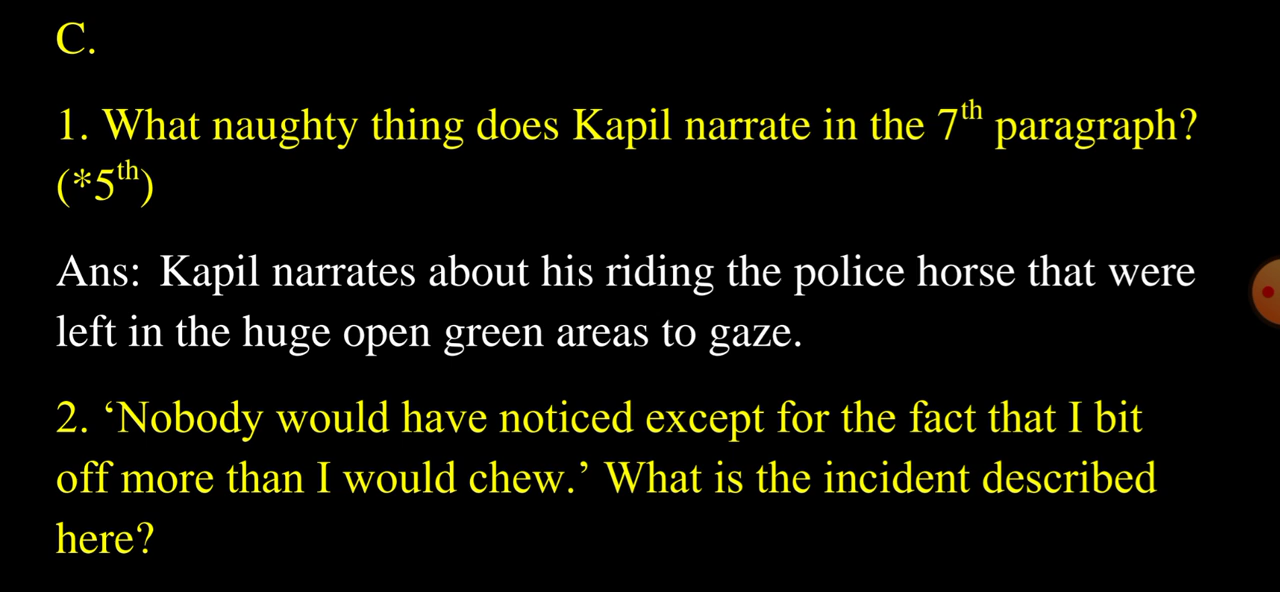 C.
1. What naughty thing does Kapil narrate in the 7th paragraph?
(*5th)
Ans: Kapil narrates about his riding the police horse that were
left in the huge open green areas to gaze.
2. ‘Nobody would have noticed except for the fact that I bit
off more than I would chew.’ What is the incident described
here?